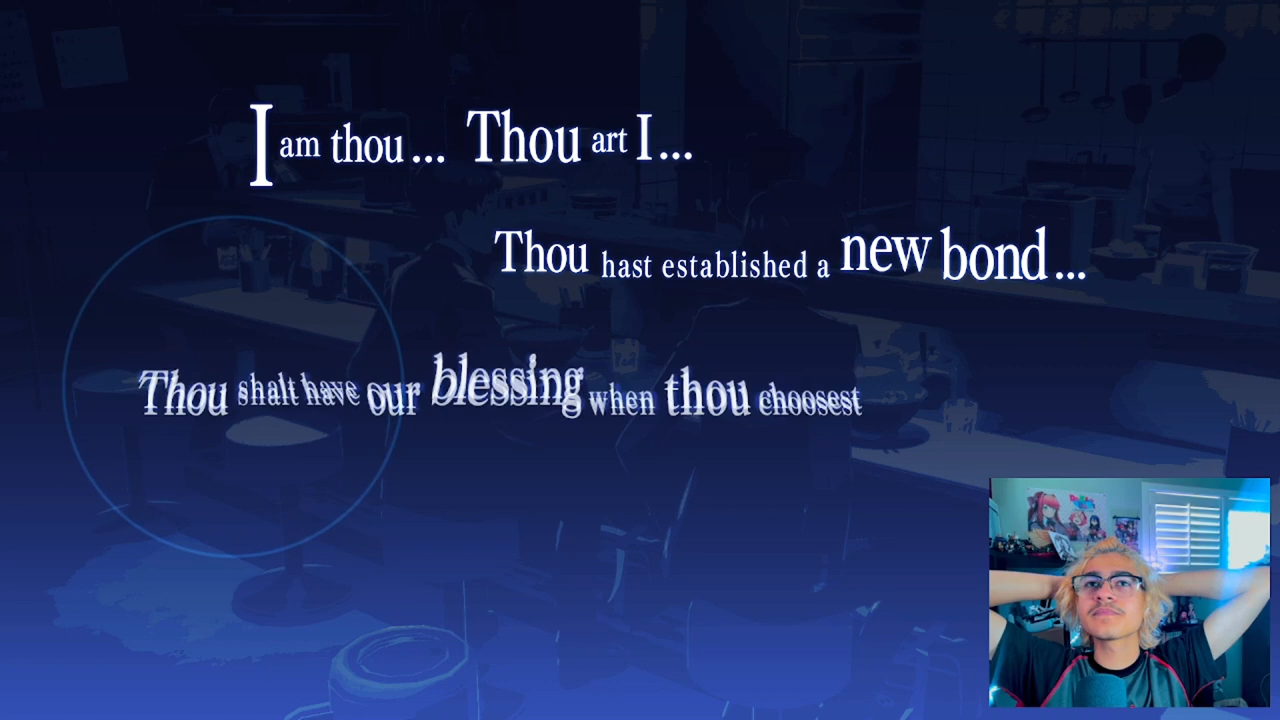 I am thou... Thou art I...
Thou hast established a new bond...
Thou shalt have our blessing when thou choosest